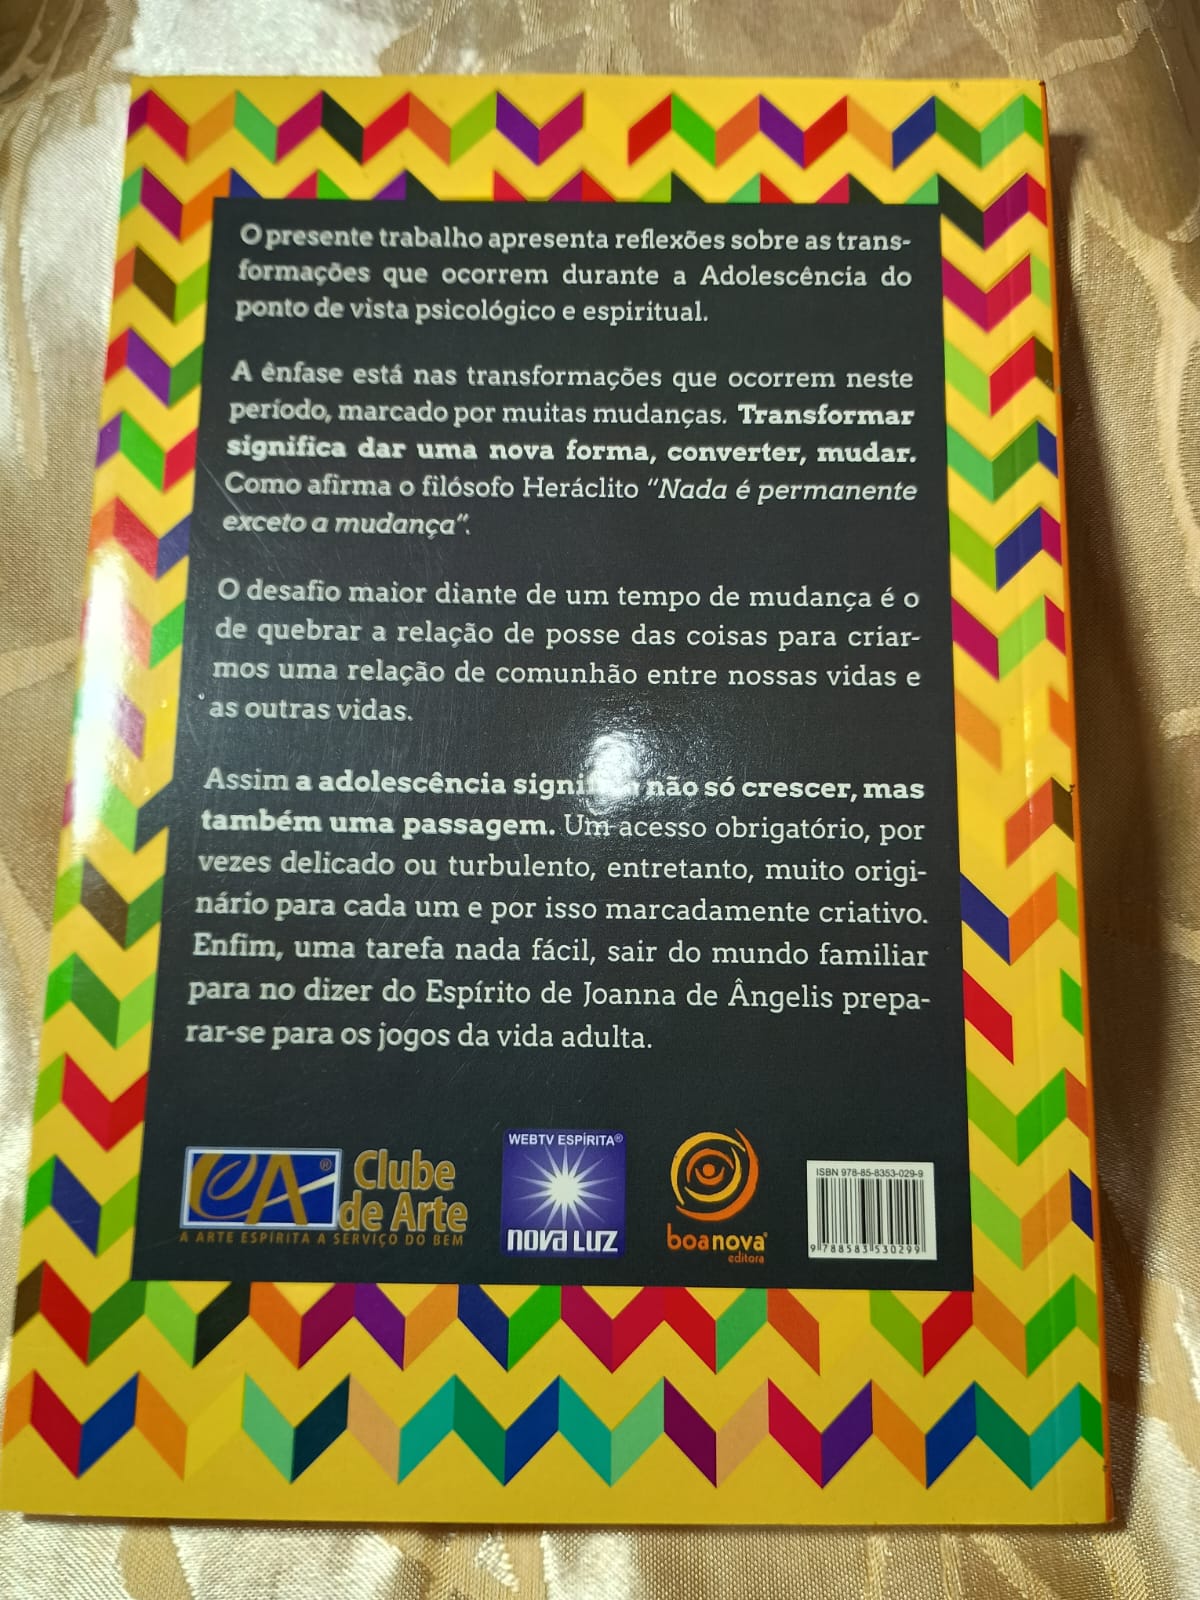 O presente trabalho apresenta reflexões sobre as trans-
formações que ocorrem durante a Adolescência do
ponto de vista psicológico e espiritual.
A ênfase está nas transformações que ocorrem neste
período, marcado por muitas mudanças. Transformar
significa dar uma nova forma, converter, mudar.
Como afirma o filósofo Heráclito “Nada é permanente
exceto a mudança”.
O desafio maior diante de um tempo de mudança é o
de quebrar a relação de posse das coisas para criar-
mos uma relação de comunhão entre nossas vidas e
as outras vidas.
Assim a adolescência não só crescer, mas
também uma passagem. Um acesso obrigatório, por
vezes delicado ou turbulento, entretanto, muito origi-
nário para cada um e por isso marcadamente criativo.
Enfim, uma tarefa nada fácil, sair do mundo familiar
para no dizer do Espírito de Joanna de Ângelis prepa-
rar-se para os jogos da vida adulta.
CA® Clube
de Arte
A ARTE ESPÍRITA A SERVIÇO DO BEM
WEBTV ESPÍRITA®
NOVA LUZ
boanova®
editora
ISBN 978-85-8353-029-9
9 788583 530299